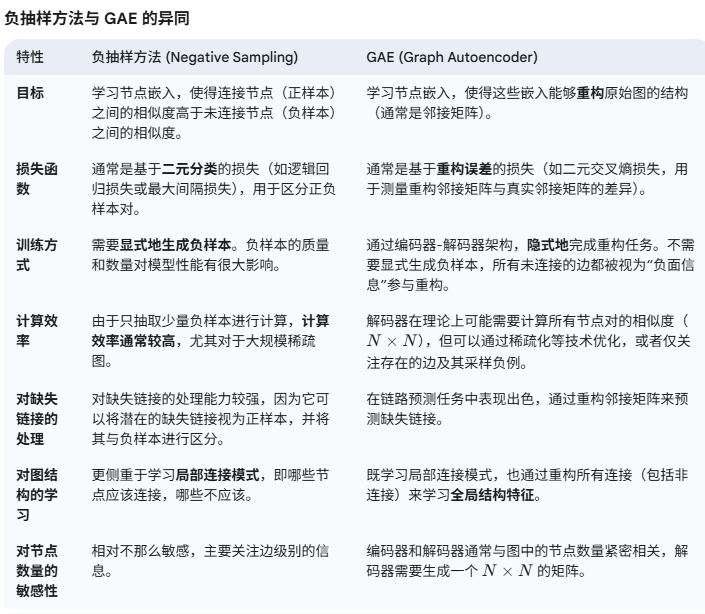 负抽样方法与 GAE 的异同
特性 负抽样方法 (Negative Sampling) GAE (Graph Autoencoder)
目标
学习节点嵌入，使得连接节点（正样本）
之间的相似度高于未连接节点（负样本）
之间的相似度。
学习节点嵌入，使得这些嵌入能够重构原始图的结构
（通常是邻接矩阵）。
损失函
数
通常是基于二元分类的损失（如逻辑回
归损失或最大间隔损失），用于区分正负
样本对。
通常是基于重构误差的损失（如二元交叉熵损失，用
于测量重构邻接矩阵与真实邻接矩阵的差异）。
训练方
式
需要显式地生成负样本。负样本的质量
和数量对模型性能有很大影响。
通过编码器-解码器架构，隐式地完成重构任务。不需
要显式生成负样本，所有未连接的边都被视为“负面信
息”参与重构。
计算效
率
由于只抽取少量负样本进行计算，计算
效率通常较高，尤其对于大规模稀疏
图。
解码器在理论上可能需要计算所有节点对的相似度（
N × N），但可以通过稀疏化等技术优化，或者仅关
注存在的边及其采样负例。
对缺失
链接的
处理
对缺失链接的处理能力较强，因为它可
以将潜在的缺失链接视为正样本，并将
其与负样本进行区分。
在链路预测任务中表现出色，通过重构邻接矩阵来预
测缺失链接。
对图结
构的学
习
更侧重于学习局部连接模式，即哪些节
点应该连接，哪些不应该。
既学习局部连接模式，也通过重构所有连接（包括非
连接）来学习全局结构特征。
对节点
数量的
敏感性
相对不那么敏感，主要关注边级别的信
息。
编码器和解码器通常与图中的节点数量紧密相关，解
码器需要生成一个 N × N 的矩阵。